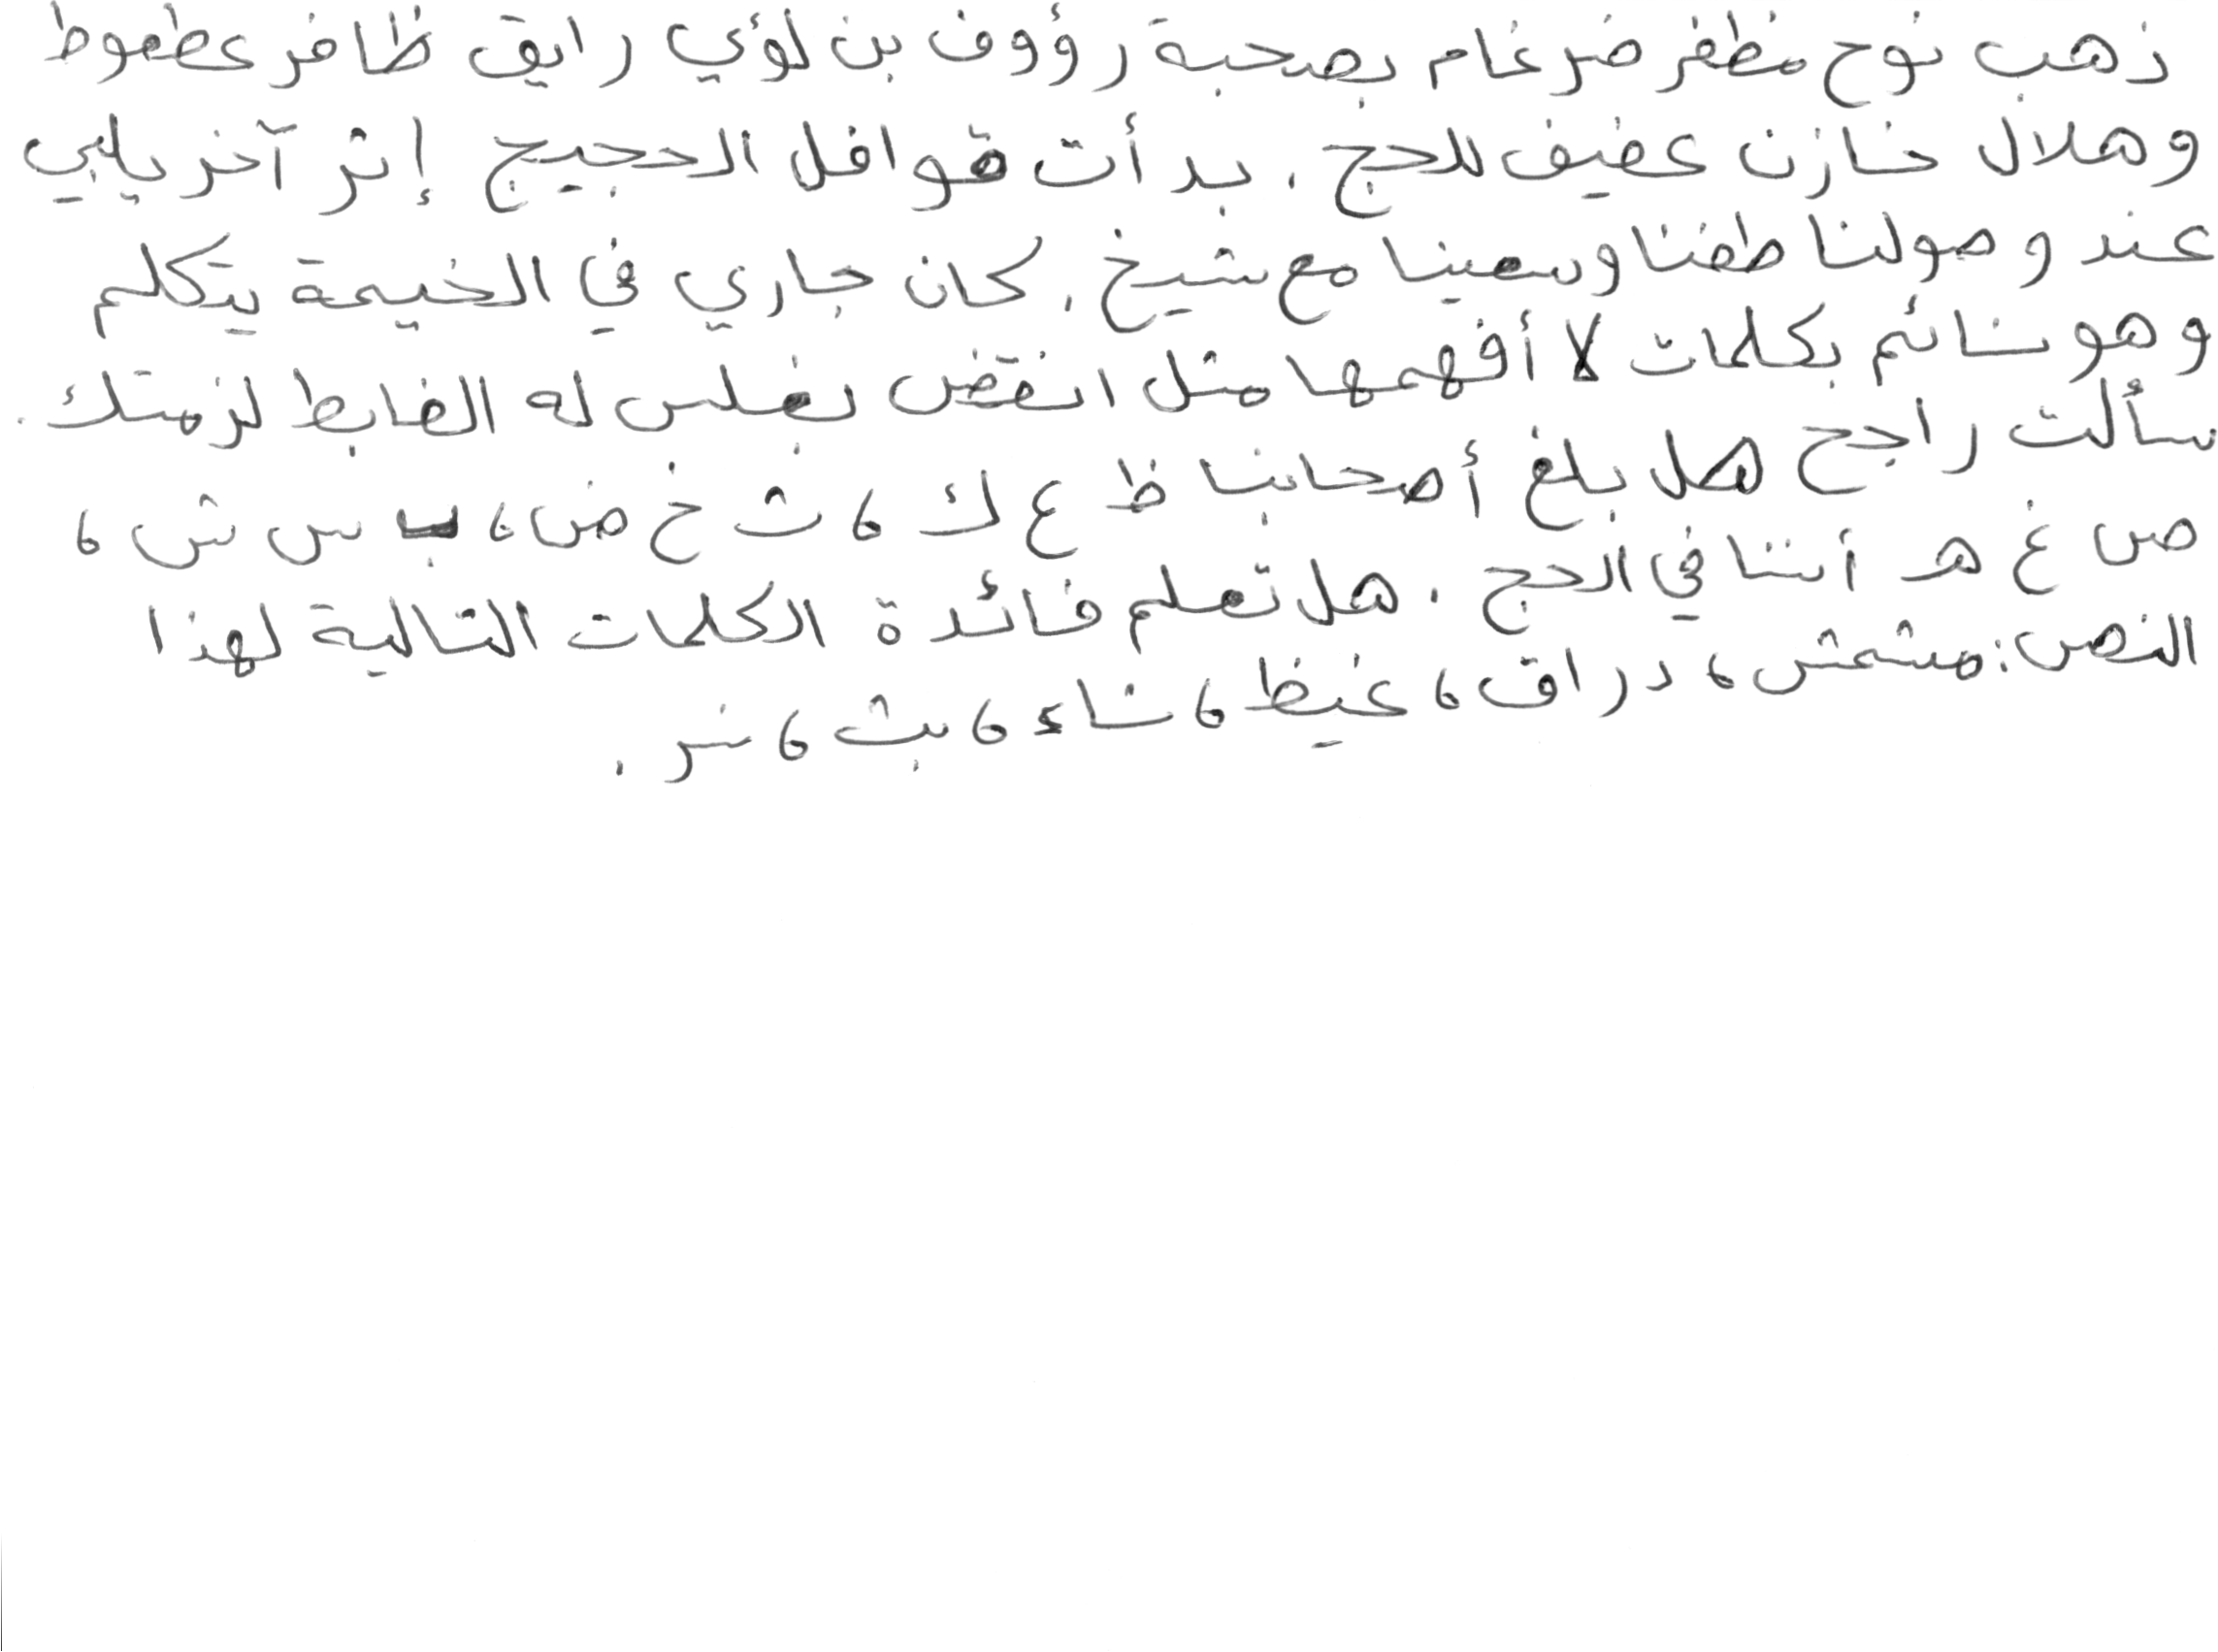 ذهب نوح مظفر ضرغام بصحبة رؤوف بن لؤي رايق ظافر عطعوط
وهلال خازن عفيف للحج . بدأت قوافل الحجيج إثر آخر يلبي
عند وصولنا طفنا وسعينا مع شيخ . كان جاري في الخيمة يتكلم
وهو نائم بكلمات لا أفهمها مثل انقض نغلس له الضابط لزمتك .
سألت راجح هل بلغ أصحابنا ظ ع ك ، ث خ ض ، ب س ش ،
ص غ هـ أننا في الحج . هل تعلم فائدة الكلمات التالية لهذا
النص : مشمش ، دراق ، غيظ ، شاء ، بث ، نر .